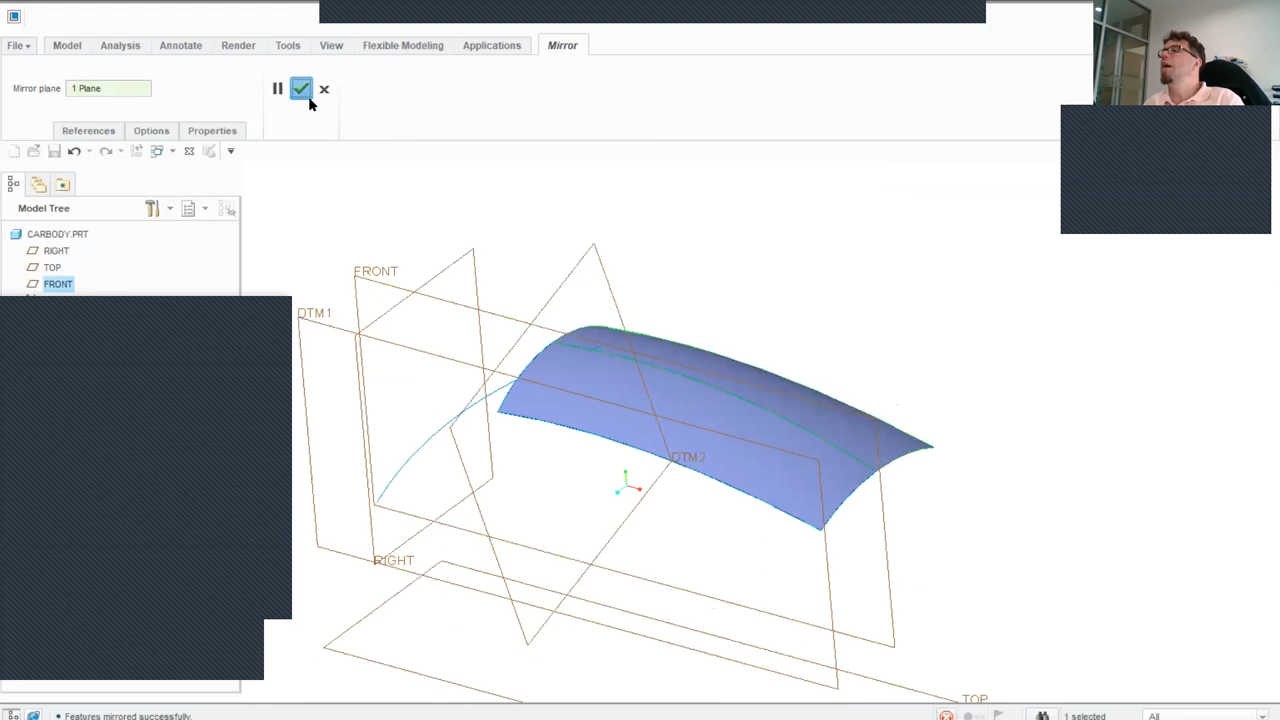 File
Model
Analysis
Annotate
Render
Tools
View
Flexible Modeling
Applications
Mirror
Mirror plane
1 Plane
References
Options
Properties
Model Tree
CARBODY.PRT
RIGHT
TOP
FRONT
FRONT
DTM1
DTM2
RIGHT
TOP
• Features mirrored successfully.
1 selected
All